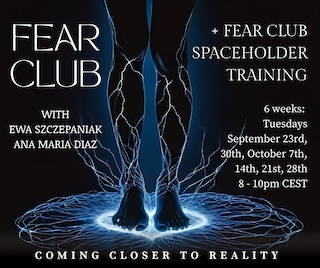 FEAR
CLUB
WITH
EWA SZCZEPANIAK
ANA MARIA DIAZ
+ FEAR CLUB
SPACEHOLDER
TRAINING
6 weeks:
Tuesdays
September 23rd,
30th, October 7th,
14th, 21st, 28th
8 - 10pm CEST
COMING CLOSER TO REALITY